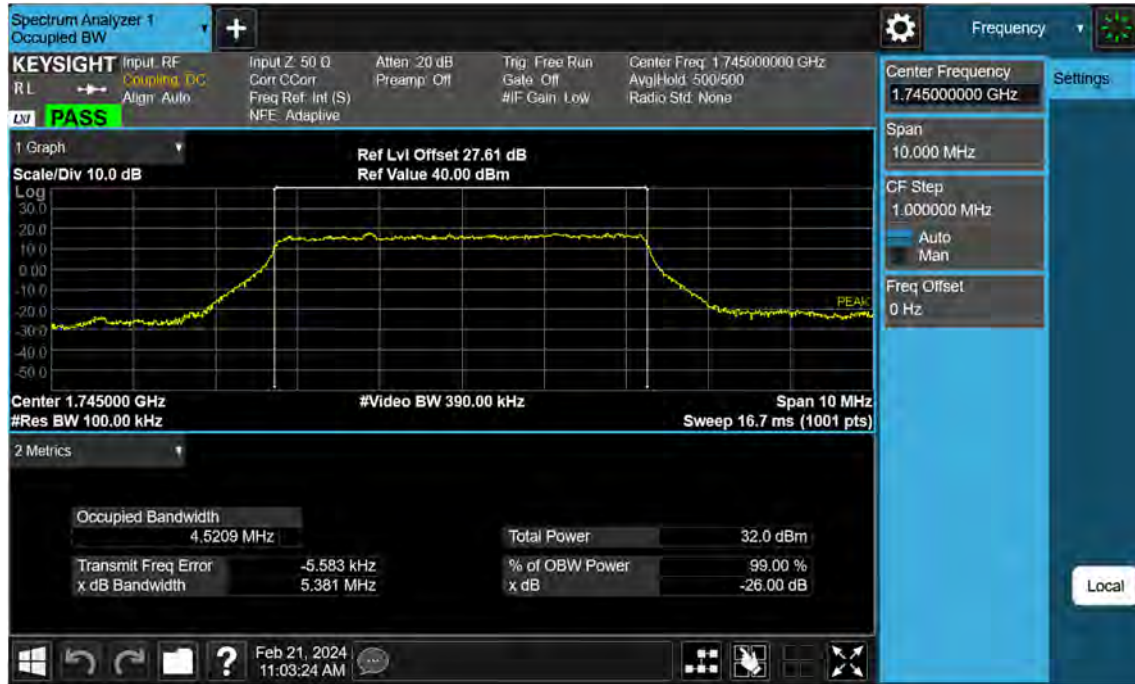 Spectrum Analyzer 1
Occupied BW
+
Frequency
KEYSIGHT
RL
LXI
PASS
Input: RF
Coupling: DC
Align: Auto
Input Z: 50 Ω
Corr CCorr
Freq Ref: Int (S)
NFE: Adaptive
Atten: 20 dB
Preamp: Off
Trig: Free Run
Gate: Off
#IF Gain: Low
Center Freq: 1.745000000 GHz
Avg|Hold: 500/500
Radio Std: None
Center Frequency
1.745000000 GHz
Settings
Span
10.000 MHz
CF Step
1.000000 MHz
Auto
Man
Freq Offset
0 Hz
Local
1 Graph
Scale/Div 10.0 dB
Ref Lvl Offset 27.61 dB
Ref Value 40.00 dBm
Log
30.0
20.0
10.0
0.00
-10.0
-20.0
-30.0
-40.0
-50.0
PEAK
Center 1.745000 GHz
#Video BW 390.00 kHz
Span 10 MHz
#Res BW 100.00 kHz
Sweep 16.7 ms (1001 pts)
2 Metrics
Occupied Bandwidth
4.5209 MHz
Total Power 32.0 dBm
Transmit Freq Error -5.583 kHz
% of OBW Power 99.00 %
x dB Bandwidth 5.381 MHz
x dB -26.00 dB
?
Feb 21, 2024
11:03:24 AM